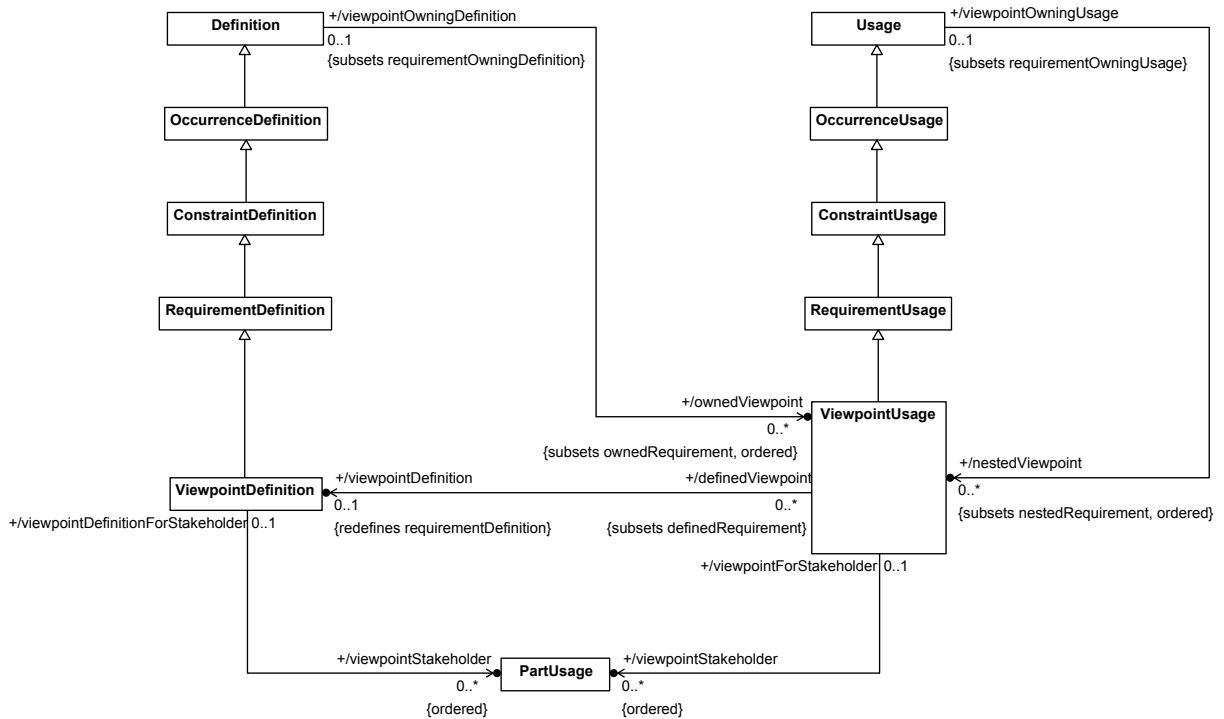 +/viewpointOwningDefinition
+/viewpointOwningUsage
Definition
Usage
0..1
0..1
{subsets requirementOwningDefinition}
{subsets requirementOwningUsage}
OccurrenceDefinition
OccurrenceUsage
ConstraintDefinition
ConstraintUsage
RequirementDefinition
RequirementUsage
+/ownedViewpoint
ViewpointUsage
0..*
{subsets ownedRequirement, ordered}
+/nestedViewpoint
+/viewpointDefinition
+/definedViewpoint
ViewpointDefinition
0..*
0..1
0..*
{subsets nestedRequirement, ordered}
+/viewpointDefinitionForStakeholder
0..1
{redefines requirementDefinition}
{subsets definedRequirement}
+/viewpointForStakeholder
0..1
+/viewpointStakeholder
+/viewpointStakeholder
PartUsage
0..*
0..*
{ordered}
{ordered}